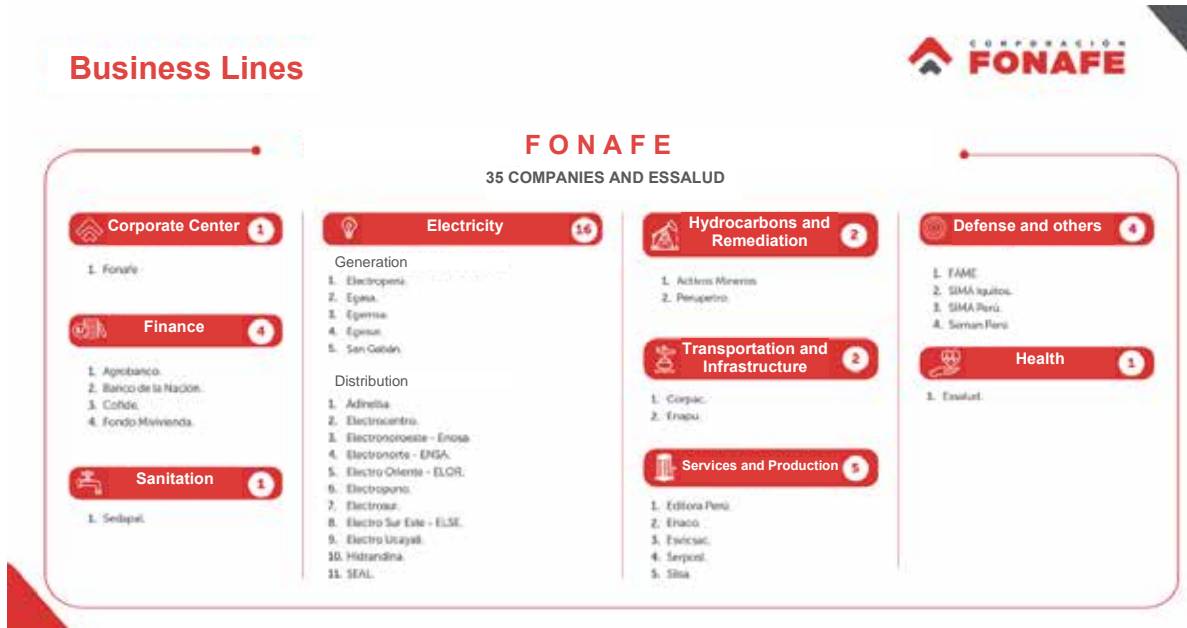 Business Lines
CORPORACIÓN
FONAFE
FONAFE
35 COMPANIES AND ESSALUD
Corporate Center 1
1. Fonafe
Finance 4
1. Agrobanco.
2. Banco de la Nación.
3. Cofide.
4. Fondo Mivivienda.
Sanitation 1
1. Sedapal.
Electricity 16
Generation
1. Electroperú.
2. Egasa.
3. Egemsa.
4. Egesur.
5. San Gabán.
Distribution
1. Adinelsa.
2. Electrocentro.
3. Electronoroeste - Enosa.
4. Electronorte - ENSA.
5. Electro Oriente - ELOR.
6. Electropuno.
7. Electrosur.
8. Electro Sur Este - ELSE.
9. Electro Ucayali.
10. Hidrandina.
11. SEAL.
Hydrocarbons and
Remediation 2
1. Activos Mineros.
2. Perupetro.
Transportation and
Infrastructure 2
1. Corpac.
2. Enapu.
Services and Production 5
1. Editora Perú.
2. Enaco.
3. Esvicsac.
4. Serpost.
5. Silsa.
Defense and others 4
1. FAME
2. SIMA Iquitos.
3. SIMA Perú.
4. Seman Perú
Health 1
1. Essalud.